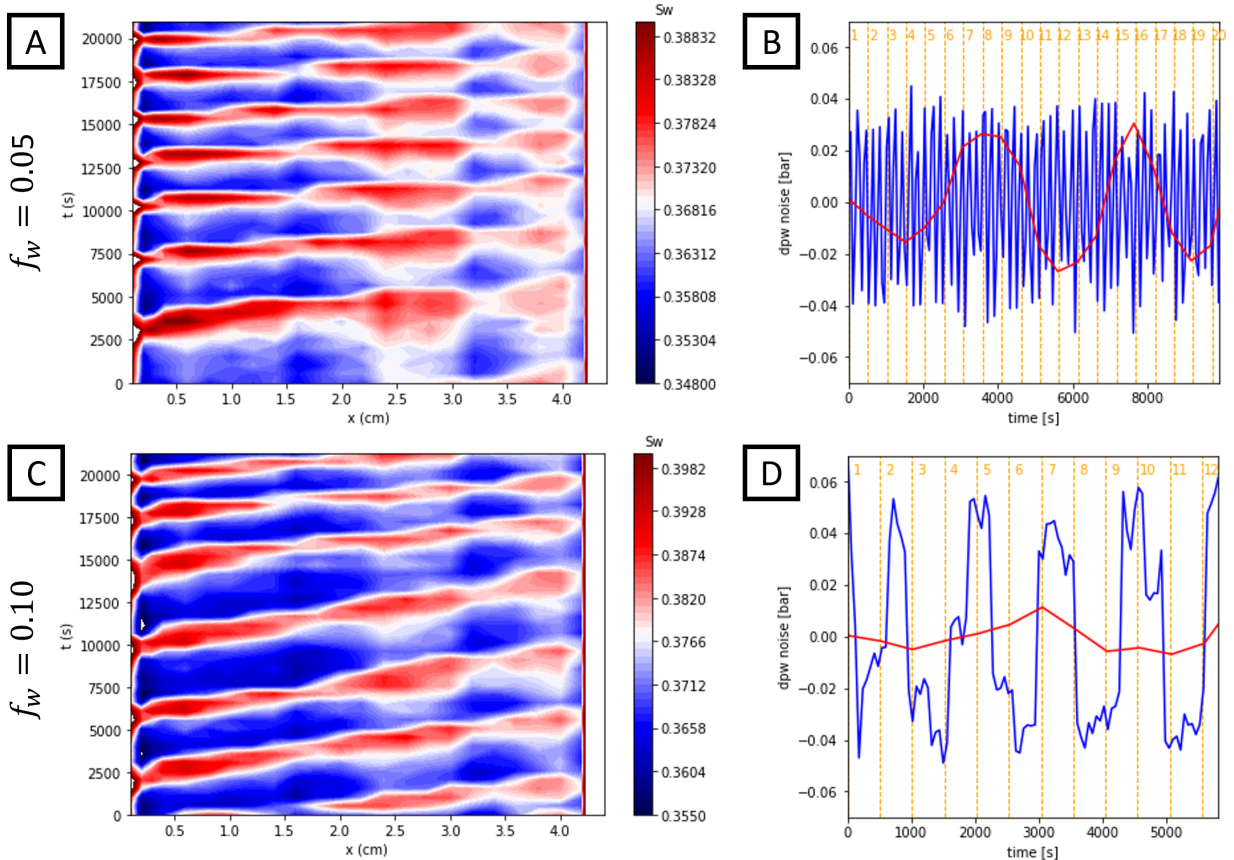 A
f_w = 0.05
t (s)
20000
17500
15000
12500
10000
7500
5000
2500
0
0.5 1.0 1.5 2.0 2.5 3.0 3.5 4.0
x (cm)
Sw
0.38832
0.38328
0.37824
0.37320
0.36816
0.36312
0.35808
0.35304
0.34800
B
1 2 3 4 5 6 7 8 9 10 11 12 13 14 15 16 17 18 19 20
dpw noise [bar]
0.06
0.04
0.02
0.00
−0.02
−0.04
−0.06
0 2000 4000 6000 8000
time [s]
C
f_w = 0.10
t (s)
20000
17500
15000
12500
10000
7500
5000
2500
0
0.5 1.0 1.5 2.0 2.5 3.0 3.5 4.0
x (cm)
Sw
0.3982
0.3928
0.3874
0.3820
0.3766
0.3712
0.3658
0.3604
0.3550
D
1 2 3 4 5 6 7 8 9 10 11 12
dpw noise [bar]
0.06
0.04
0.02
0.00
−0.02
−0.04
−0.06
0 1000 2000 3000 4000 5000
time [s]